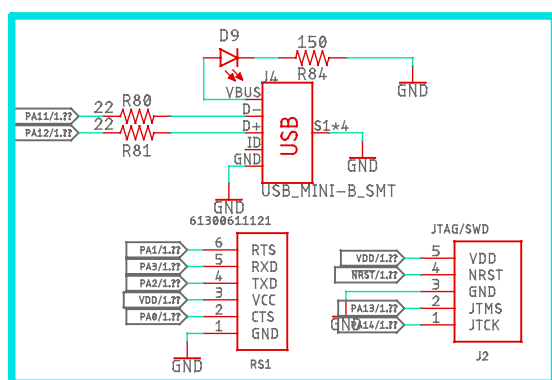 D9
150
R84
J4
GND
VBUS
PA11/1.??
22
R80
D-
PA12/1.??
22
R81
D+
S1*4
ID
USB
GND
GND
USB_MINI-B_SMT
GND
61300611121
PA1/1.??
6
RTS
PA3/1.??
5
RXD
PA2/1.??
4
TXD
VDD/1.??
3
VCC
PA0/1.??
2
CTS
1
GND
GND
RS1
JTAG/SWD
VDD/1.??
5
VDD
NRST/1.??
4
NRST
3
GND
PA13/1.??
2
JTMS
GND
PA14/1.??
1
JTCK
J2